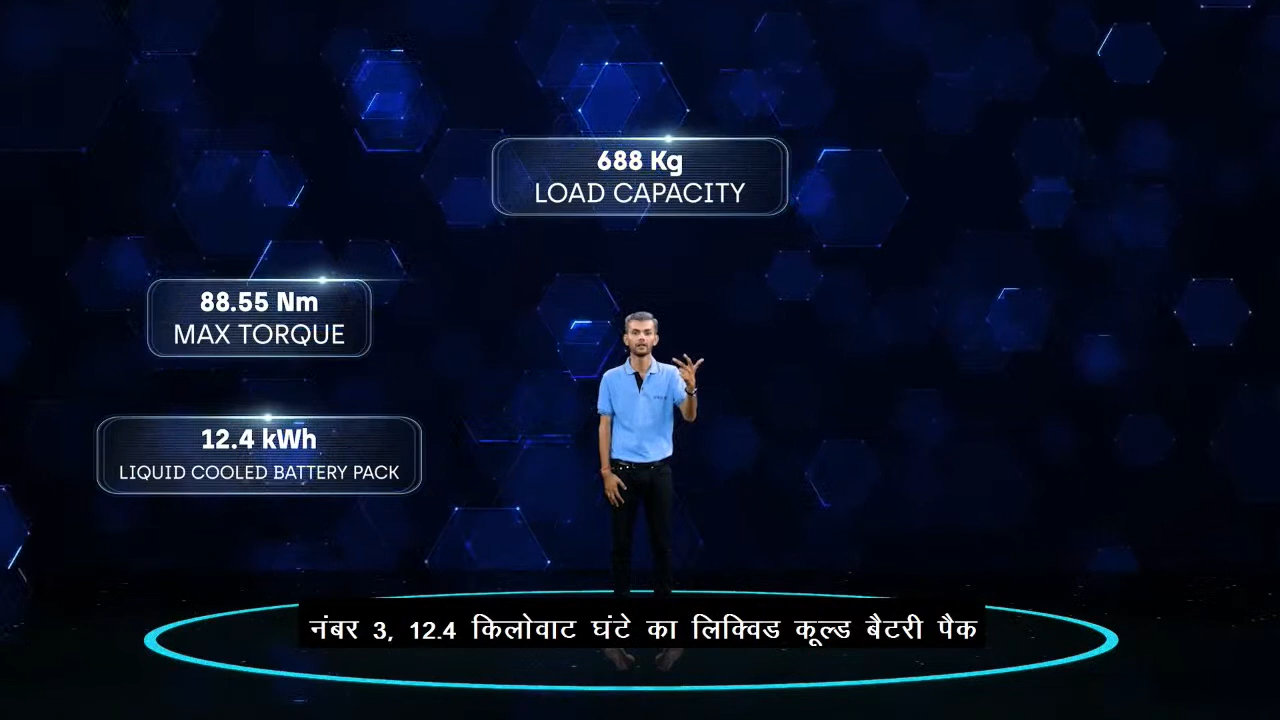 688 Kg
LOAD CAPACITY
88.55 Nm
MAX TORQUE
12.4 kWh
LIQUID COOLED BATTERY PACK
नंबर 3, 12.4 किलोवाट घंटे का लिक्विड कूल्ड बैटरी पैक